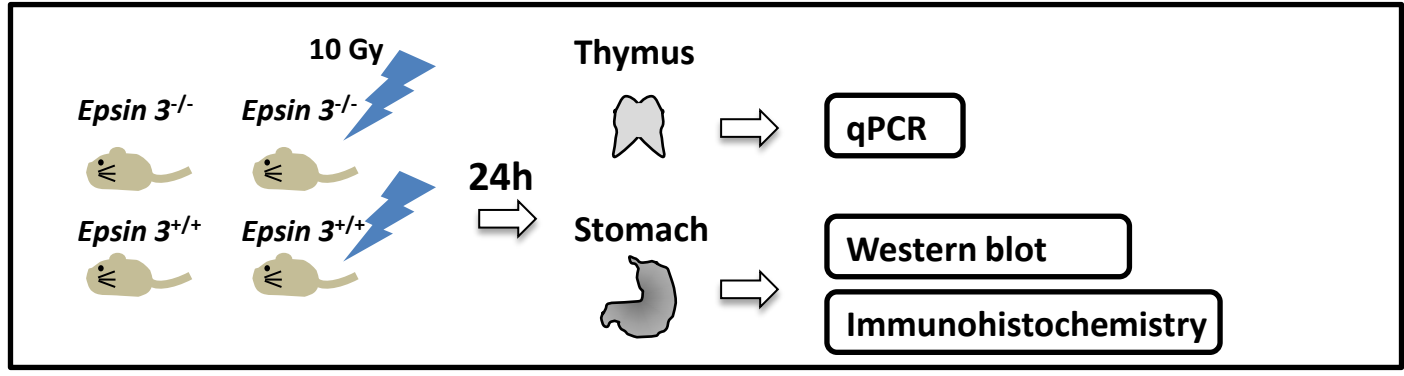 10 Gy
Epsin 3-/-
Epsin 3-/-
Epsin 3+/+
Epsin 3+/+
24h
Thymus
qPCR
Stomach
Western blot
Immunohistochemistry